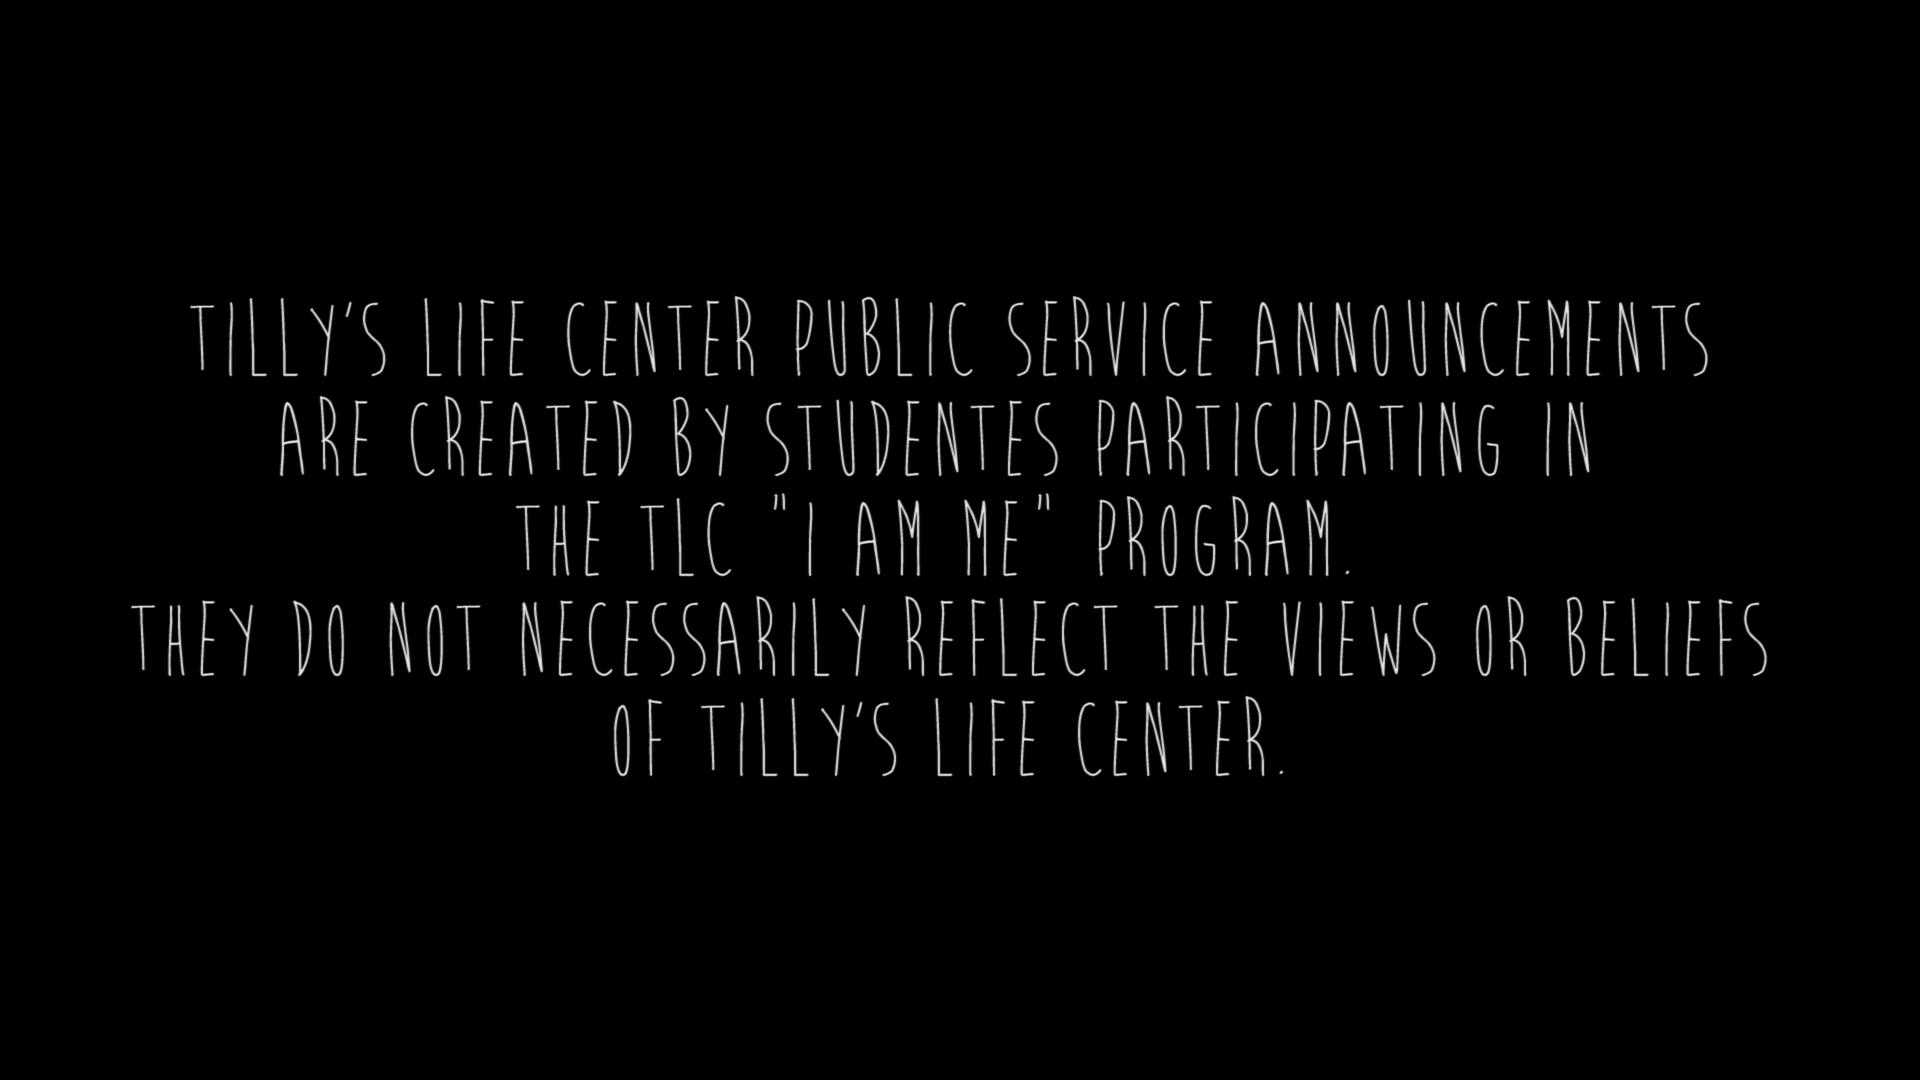 TILLY'S LIFE CENTER PUBLIC SERVICE ANNOUNCEMENTS
ARE CREATED BY STUDENTES PARTICIPATING IN
THE TLC "I AM ME" PROGRAM.
THEY DO NOT NECESSARILY REFLECT THE VIEWS OR BELIEFS
OF TILLY'S LIFE CENTER.